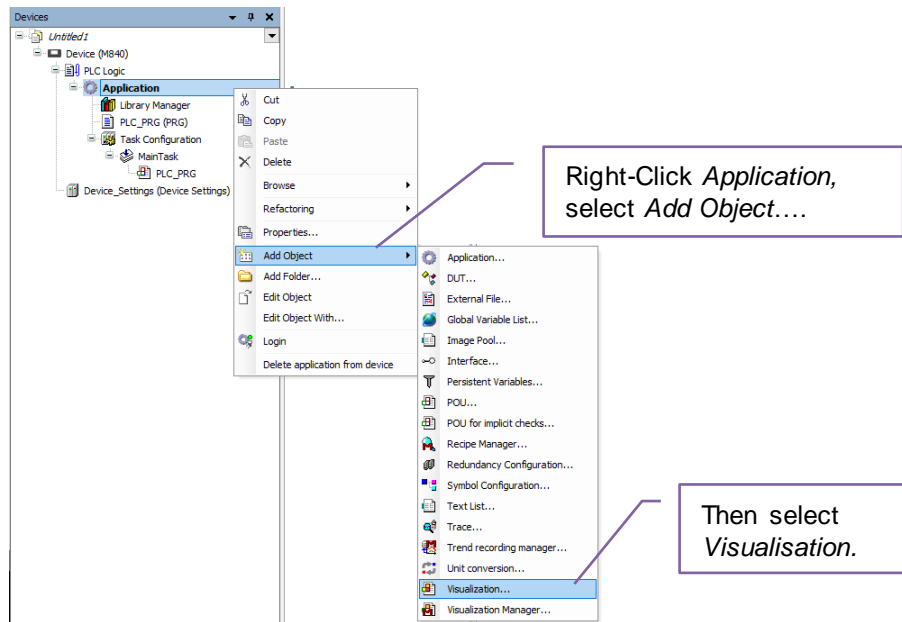 Devices
Untitled1
Device (M840)
PLC Logic
Application
Library Manager
PLC_PRG (PRG)
Task Configuration
MainTask
PLC_PRG
Device_Settings (Device Settings)
Cut
Copy
Paste
Delete
Browse
Refactoring
Properties...
Add Object
Add Folder...
Edit Object
Edit Object With...
Login
Delete application from device
Application...
DUT...
External File...
Global Variable List...
Image Pool...
Interface...
Persistent Variables...
POU...
POU for implicit checks...
Recipe Manager...
Redundancy Configuration...
Symbol Configuration...
Text List...
Trace...
Trend recording manager...
Unit conversion...
Visualization...
Visualization Manager...
Right-Click Application,
select Add Object….
Then select
Visualisation.